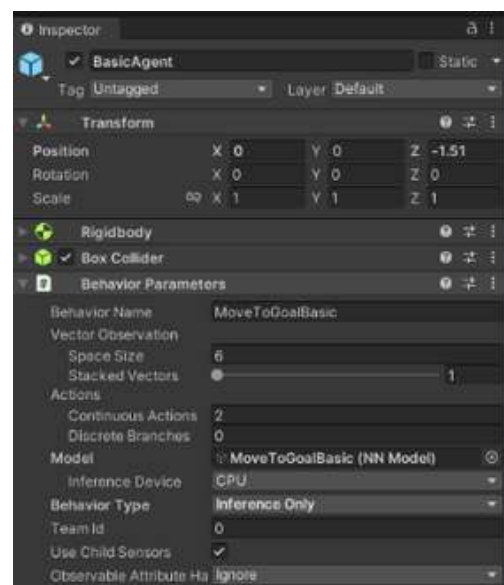 Inspector
BasicAgent Static
Tag Untagged Layer Default
Transform
Position X 0 Y 0 Z -1.51
Rotation X 0 Y 0 Z 0
Scale X 1 Y 1 Z 1
Rigidbody
Box Collider
Behavior Parameters
Behavior Name MoveToGoalBasic
Vector Observation
Space Size 6
Stacked Vectors 1
Actions
Continuous Actions 2
Discrete Branches 0
Model MoveToGoalBasic (NN Model)
Inference Device CPU
Behavior Type Inference Only
Team Id 0
Use Child Sensors
Observable Attribute Ha Ignore